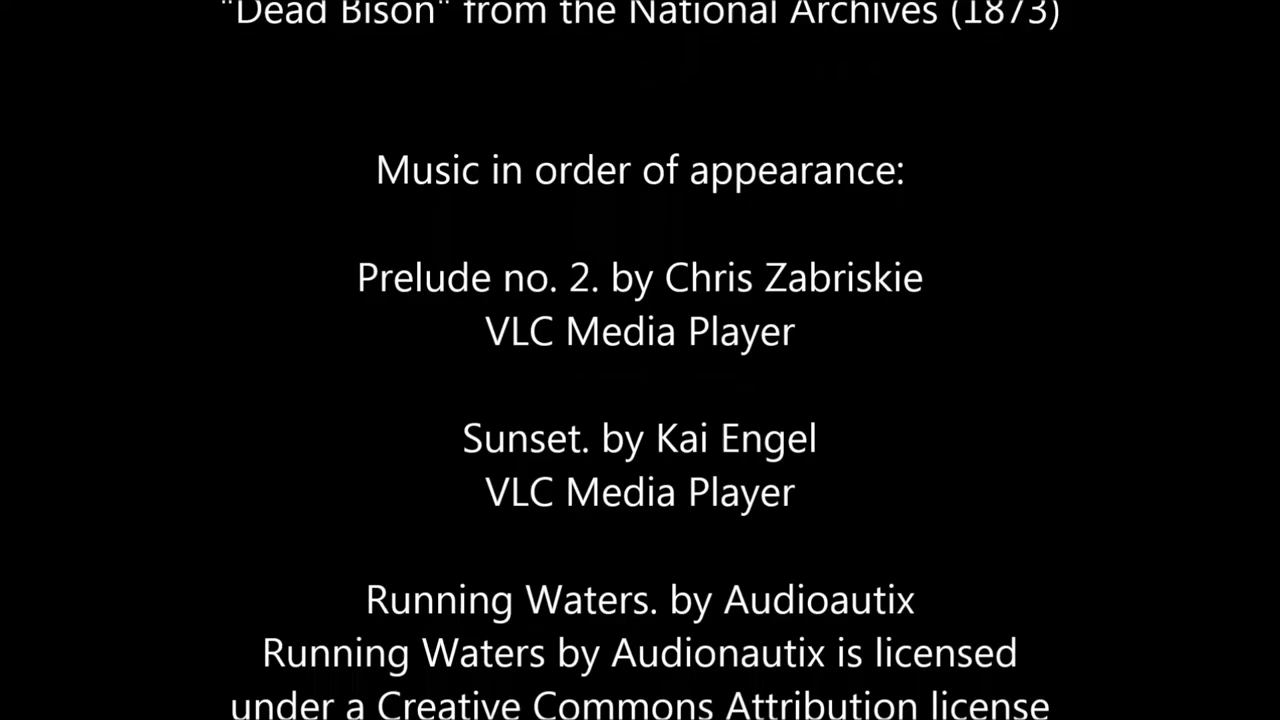 "Dead Bison" from the National Archives (1873)
Music in order of appearance:
Prelude no. 2. by Chris Zabriskie
VLC Media Player
Sunset. by Kai Engel
VLC Media Player
Running Waters. by Audioautix
Running Waters by Audionautix is licensed
under a Creative Commons Attribution license